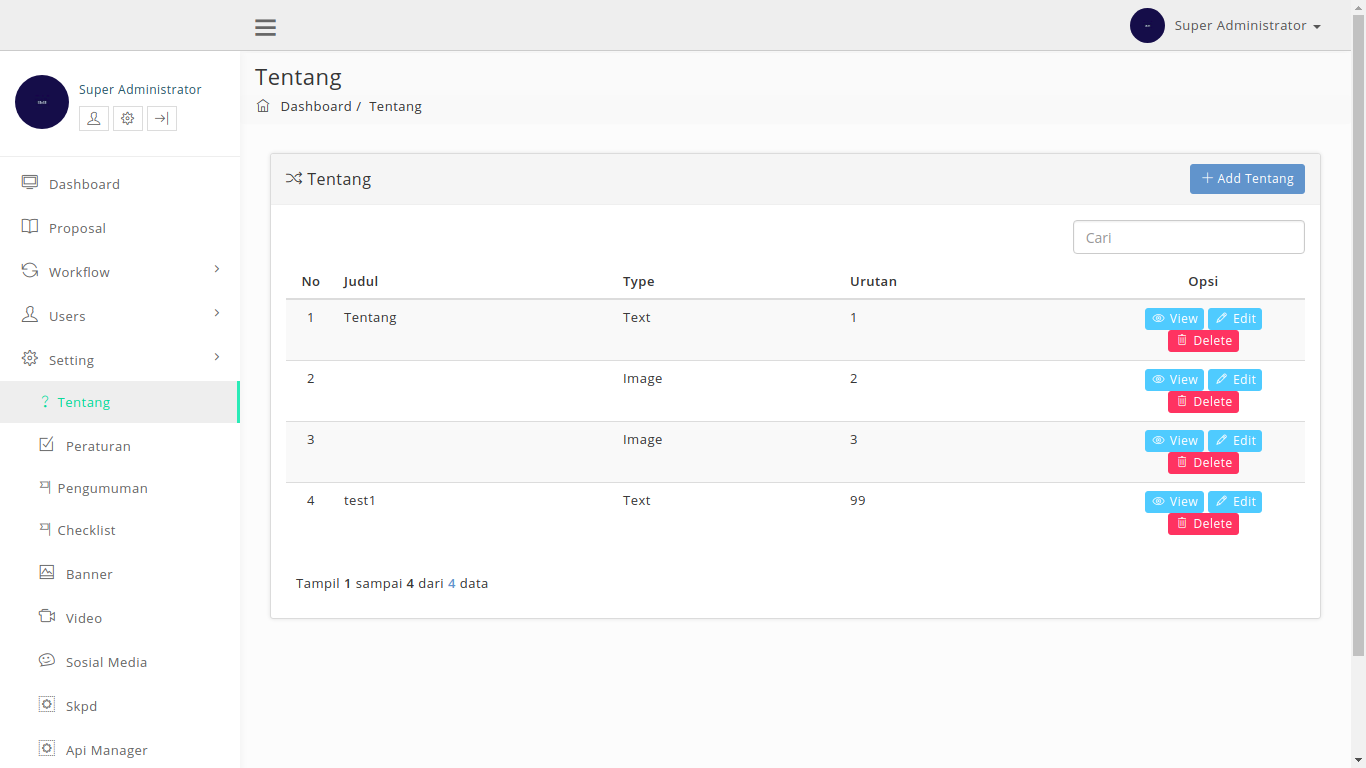 Super Administrator
Super Administrator
Dashboard
Proposal
Workflow
Users
Setting
Tentang
Peraturan
Pengumuman
Checklist
Banner
Video
Sosial Media
Skpd
Api Manager
Tentang
Dashboard / Tentang
Tentang
+ Add Tentang
Cari
No Judul Type Urutan Opsi
1 Tentang Text 1 View Edit
Delete
2 Image 2 View Edit
Delete
3 Image 3 View Edit
Delete
4 test1 Text 99 View Edit
Delete
Tampil 1 sampai 4 dari 4 data